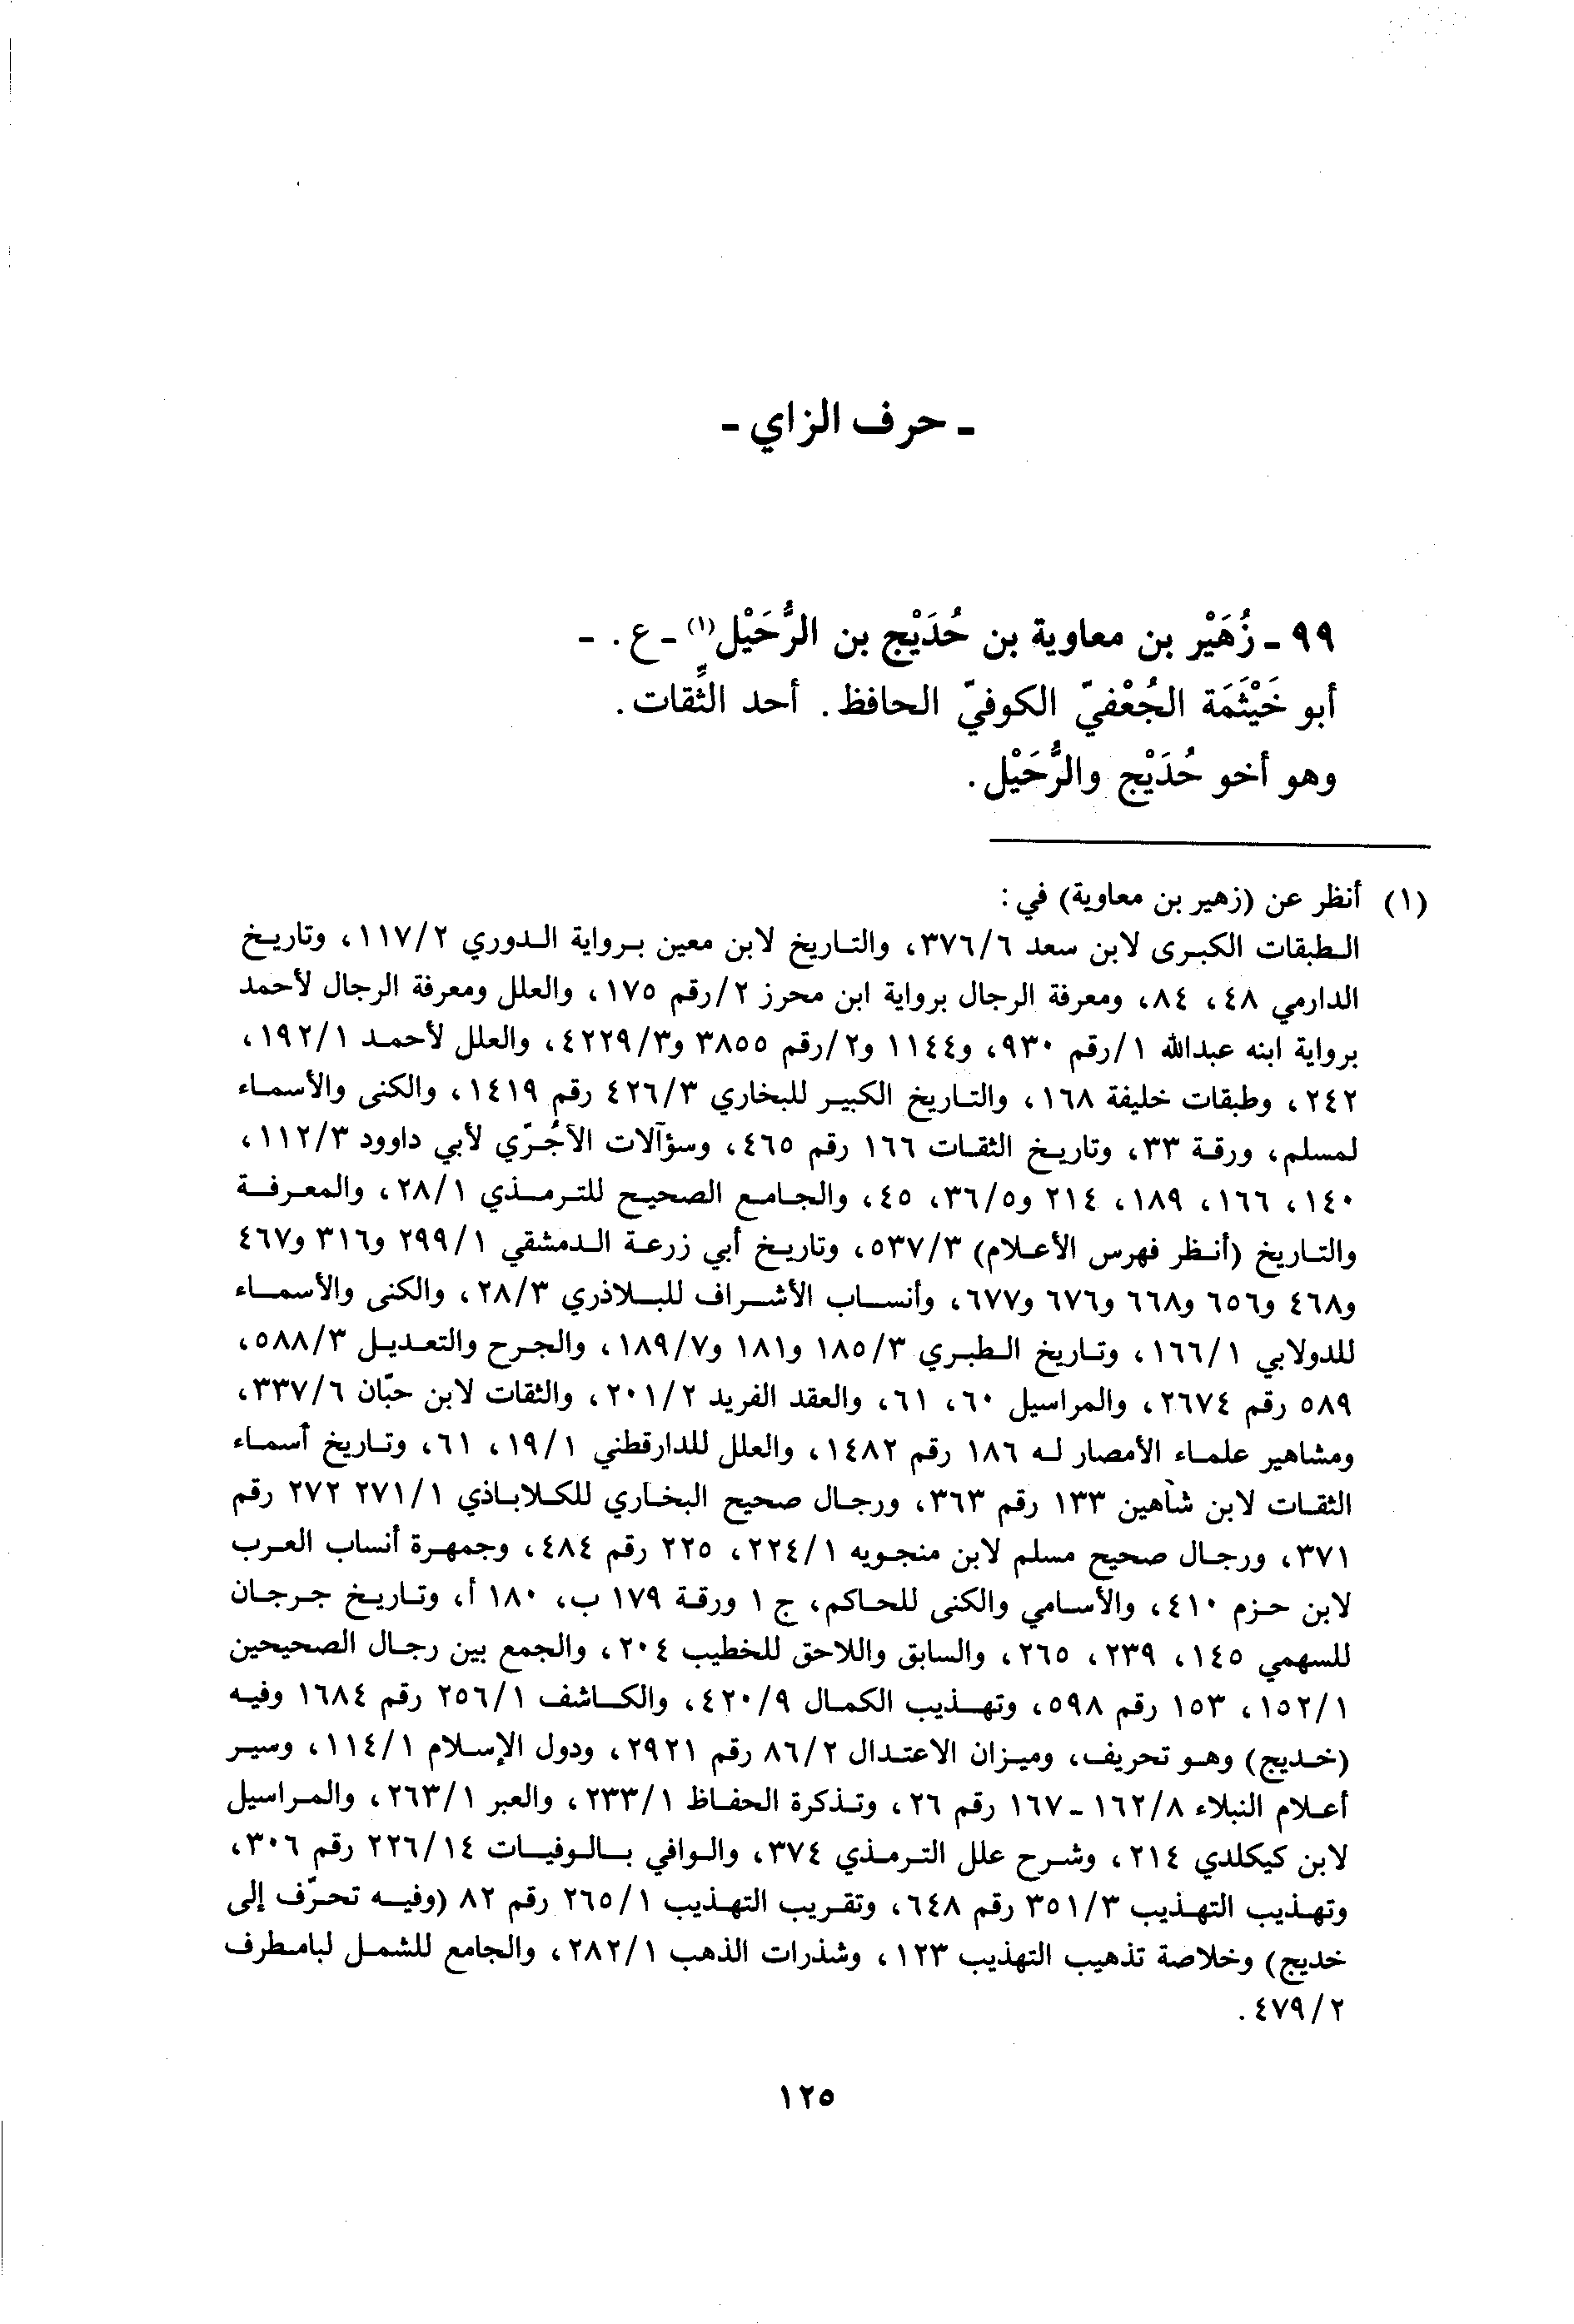 ـ حرف الزاي ـ
٩٩ ـ زُهَيْر بن معاوية بن حُدَيْج بن الرُّحَيْل(١) ـ ع. ـ
أبو خَيْثَمَة الجُعْفيّ الكوفيّ الحافظ. أحد الثِّقات.
وهو أخو حُدَيْج والرُّحَيْل.
(١) أنظر عن (زهير بن معاوية) في:
الطبقات الكبرى لابن سعد ٣٧٦/٦، والتاريخ لابن معين برواية الدوري ١١٧/٢، وتاريخ
الدارمي ٤٨، ٨٤، ومعرفة الرجال برواية ابن محرز ٢/رقم ١٧٥، والعلل ومعرفة الرجال لأحمد
برواية ابنه عبدالله ١/رقم ٩٣٠، و١١٤٤ و٢/رقم ٣٨٥٥ و٤٢٢٩/٣، والعلل لأحمد ١٩٢/١،
٢٤٢، وطبقات خليفة ١٦٨، والتاريخ الكبير للبخاري ٤٢٦/٣ رقم ١٤١٩، والكنى والأسماء
لمسلم، ورقة ٣٣، وتاريخ الثقات ١٦٦ رقم ٤٦٥، وسؤآلات الآجُرّي لأبي داوود ١١٢/٣،
١٤٠، ١٦٦، ١٨٩، ٢١٤ و٣٦/٥، ٤٥، والجامع الصحيح للترمذي ٢٨/١، والمعرفة
والتاريخ (أنظر فهرس الأعلام) ٥٣٧/٣، وتاريخ أبي زرعة الدمشقي ٢٩٩/١ و٣١٦ و٤٦٧
و٤٦٨ و٦٥٦ و٦٦٨ و٦٧٦ و٦٧٧، وأنساب الأشراف للبلاذري ٢٨/٣، والكنى والأسماء
للدولابي ١٦٦/١، وتاريخ الطبري ١٨٥/٣ و١٨١ و١٨٩/٧، والجرح والتعديل ٥٨٨/٣،
٥٨٩ رقم ٢٦٧٤، والمراسيل ٦٠، ٦١، والعقد الفريد ٢٠١/٢، والثقات لابن حبّان ٣٣٧/٦،
ومشاهير علماء الأمصار له ١٨٦ رقم ١٤٨٢، والعلل للدارقطني ١٩/١، ٦١، وتاريخ أسماء
الثقات لابن شاهين ١٣٣ رقم ٣٦٣، ورجال صحيح البخاري للكلاباذي ٢٧١/١ ٢٧٢ رقم
٣٧١، ورجال صحيح مسلم لابن منجويه ٢٢٤/١، ٢٢٥ رقم ٤٨٤، وجمهرة أنساب العرب
لابن حزم ٤١٠، والأسامي والكنى للحاكم، ج ١ ورقة ١٧٩ ب، ١٨٠ أ، وتاريخ جرجان
للسهمي ١٤٥، ٢٣٩، ٢٦٥، والسابق واللاحق للخطيب ٢٠٤، والجمع بين رجال الصحيحين
١٥٢/١، ١٥٣ رقم ٥٩٨، وتهذيب الكمال ٤٢٠/٩، والكاشف ٢٥٦/١ رقم ١٦٨٤ وفيه
(خديج) وهو تحريف، وميزان الاعتدال ٨٦/٢ رقم ٢٩٢١، ودول الإسلام ١١٤/١، وسير
أعلام النبلاء ١٦٢/٨ ـ ١٦٧ رقم ٢٦، وتذكرة الحفاظ ٢٣٣/١، والعبر ٢٦٣/١، والمراسيل
لابن كيكلدي ٢١٤، وشرح علل الترمذي ٣٧٤، والوافي بالوفيات ٢٢٦/١٤ رقم ٣٠٦،
وتهذيب التهذيب ٣٥١/٣ رقم ٦٤٨، وتقريب التهذيب ٢٦٥/١ رقم ٨٢ (وفيه تحرّف إلى
خديج) وخلاصة تذهيب التهذيب ١٢٣، وشذرات الذهب ٢٨٢/١، والجامع للشمل لبامطرف
٤٧٩/٢.
١٢٥